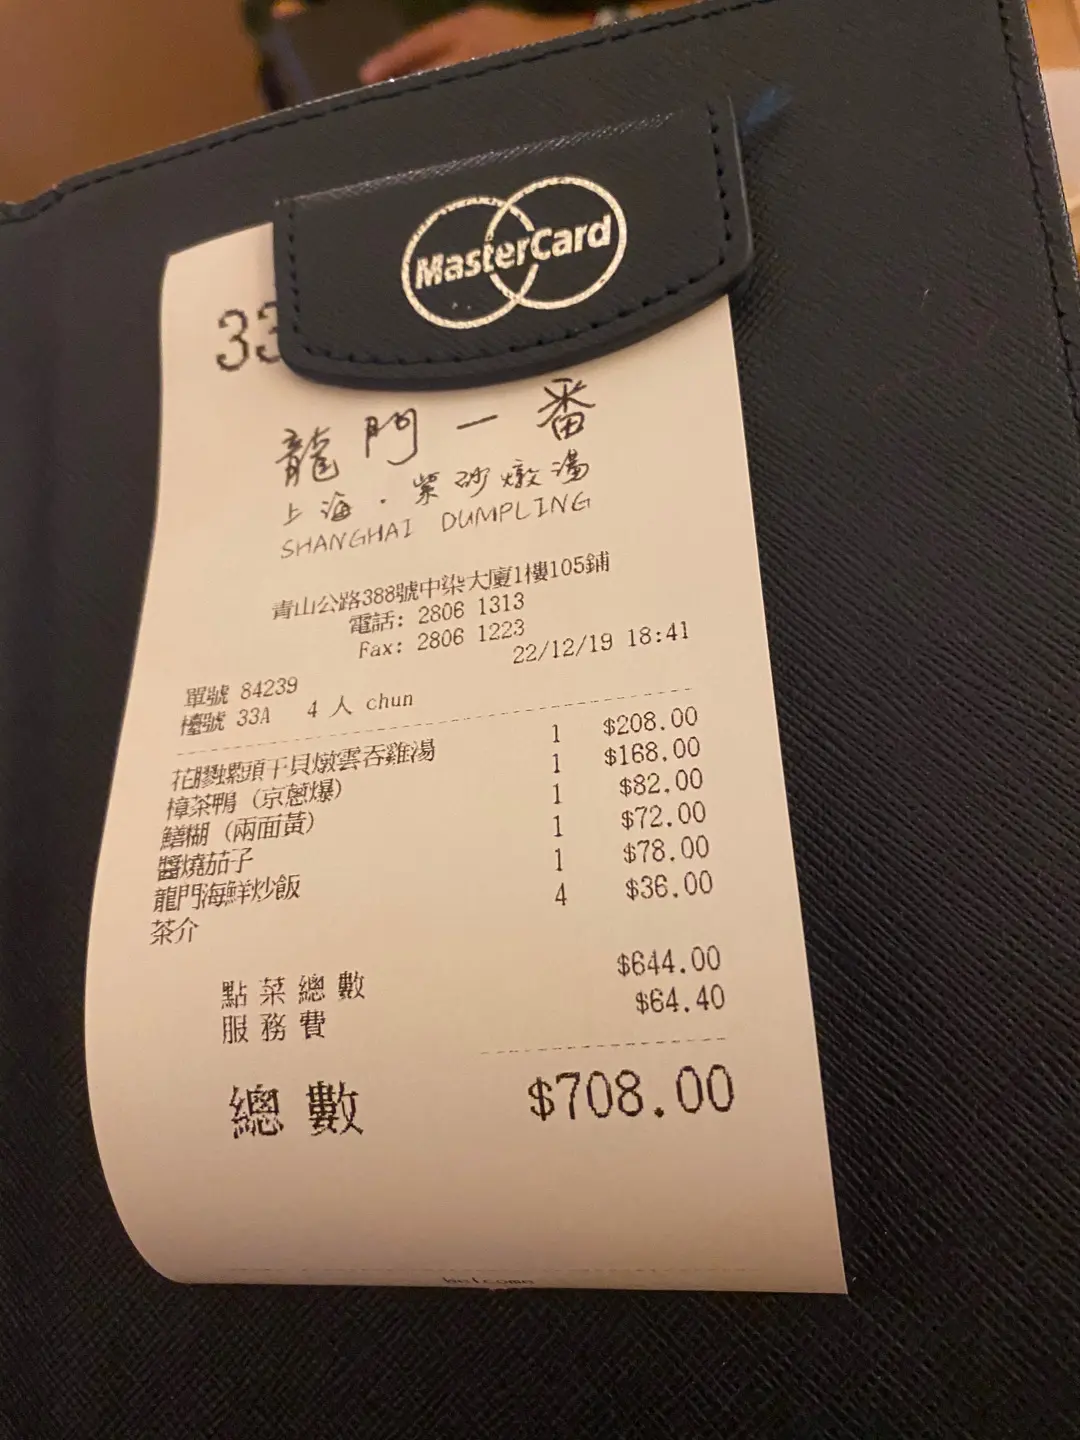 MasterCard
33
龍門一番
上海．紫砂燉湯
SHANGHAI DUMPLING
青山公路388號中染大廈1樓105鋪
電話: 2806 1313
Fax: 2806 1223
22/12/19 18:41
單號 84239
檯號 33A 4 人 chun
花膠螺頭干貝燉雲吞雞湯 1 $208.00
樟茶鴨 (京蔥爆) 1 $168.00
鱔糊 (兩面黃) 1 $82.00
醬燒茄子 1 $72.00
龍門海鮮炒飯 1 $78.00
茶介 4 $36.00
點菜總數 $644.00
服務費 $64.40
總數 $708.00